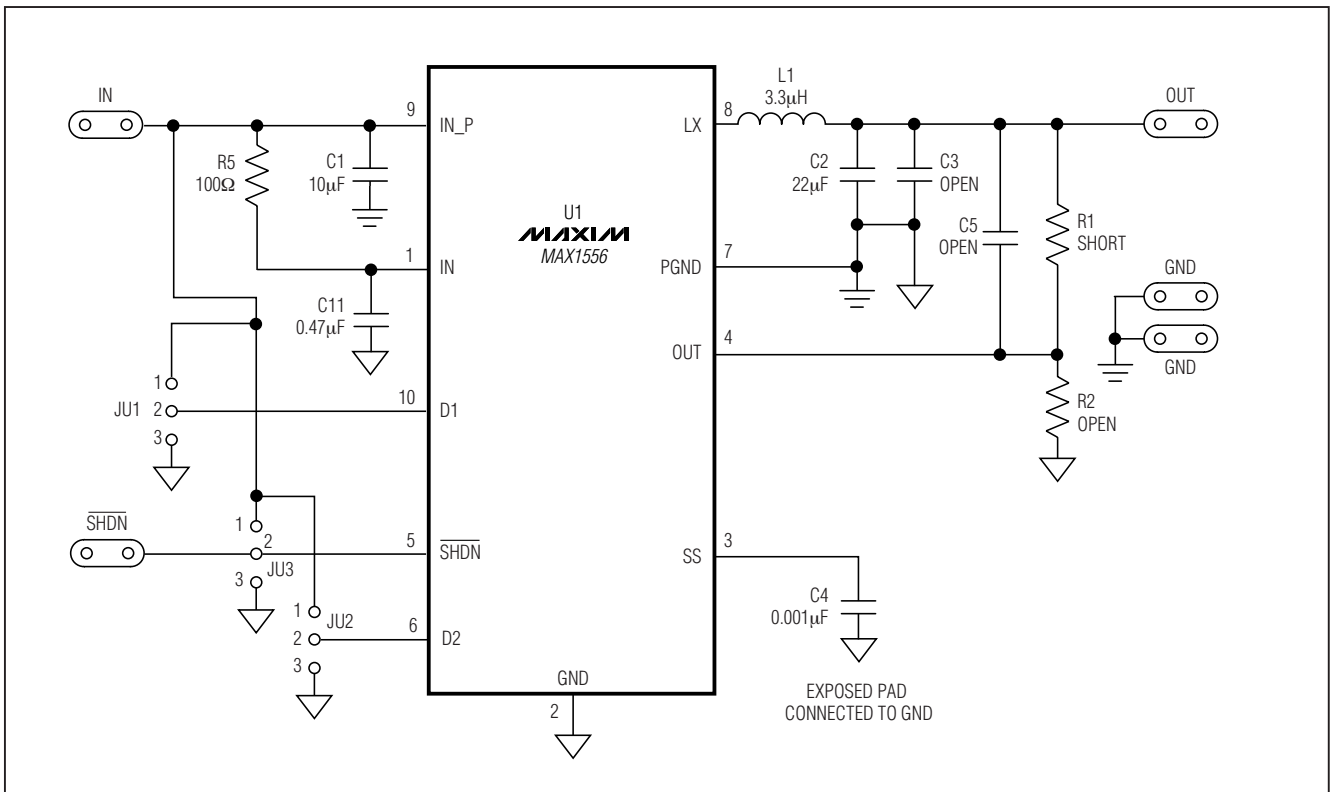 IN
9
IN_P
R5
100Ω
C1
10µF
1
IN
C11
0.47µF
1
JU1 2
3
10
D1
SHDN
1
2
3
JU3
5
SHDN
1
JU2
2
3
6
D2
U1
MAXIM
MAX1556
GND
2
LX
8
L1
3.3µH
C2
22µF
C3
OPEN
C5
OPEN
R1
SHORT
OUT
PGND
7
GND
GND
OUT
4
R2
OPEN
SS
3
C4
0.001µF
EXPOSED PAD
CONNECTED TO GND